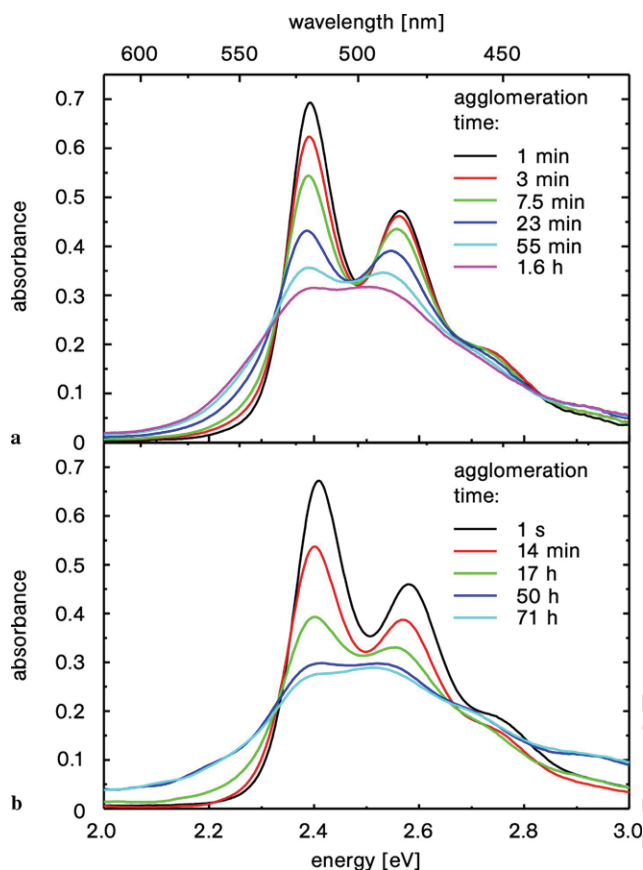 wavelength [nm]
600 550 500 450
a
absorbance
0.7
0.6
0.5
0.4
0.3
0.2
0.1
0
agglomeration
time:
1 min
3 min
7.5 min
23 min
55 min
1.6 h
b
absorbance
0.7
0.6
0.5
0.4
0.3
0.2
0.1
0
agglomeration
time:
1 s
14 min
17 h
50 h
71 h
2.0 2.2 2.4 2.6 2.8 3.0
energy [eV]